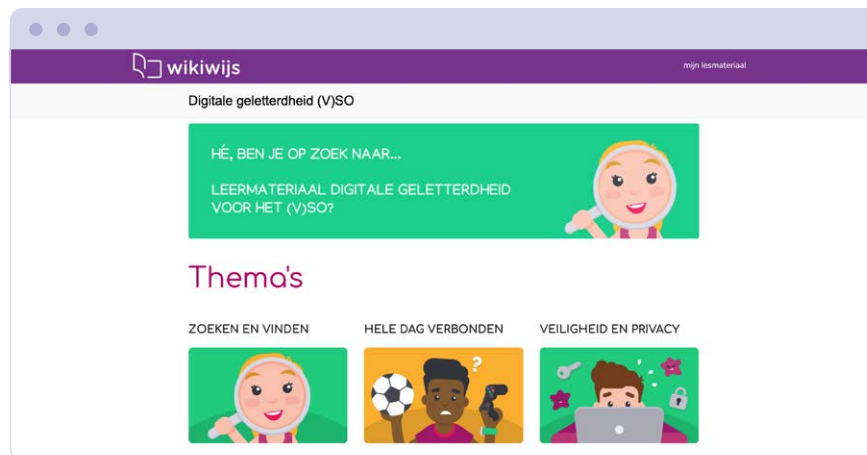 wikiwijs
mijn lesmateriaal
Digitale geletterdheid (V)SO
HÉ, BEN JE OP ZOEK NAAR...
LEERMATERIAAL DIGITALE GELETTERDHEID
VOOR HET (V)SO?
Thema's
ZOEKEN EN VINDEN
HELE DAG VERBONDEN
VEILIGHEID EN PRIVACY
?